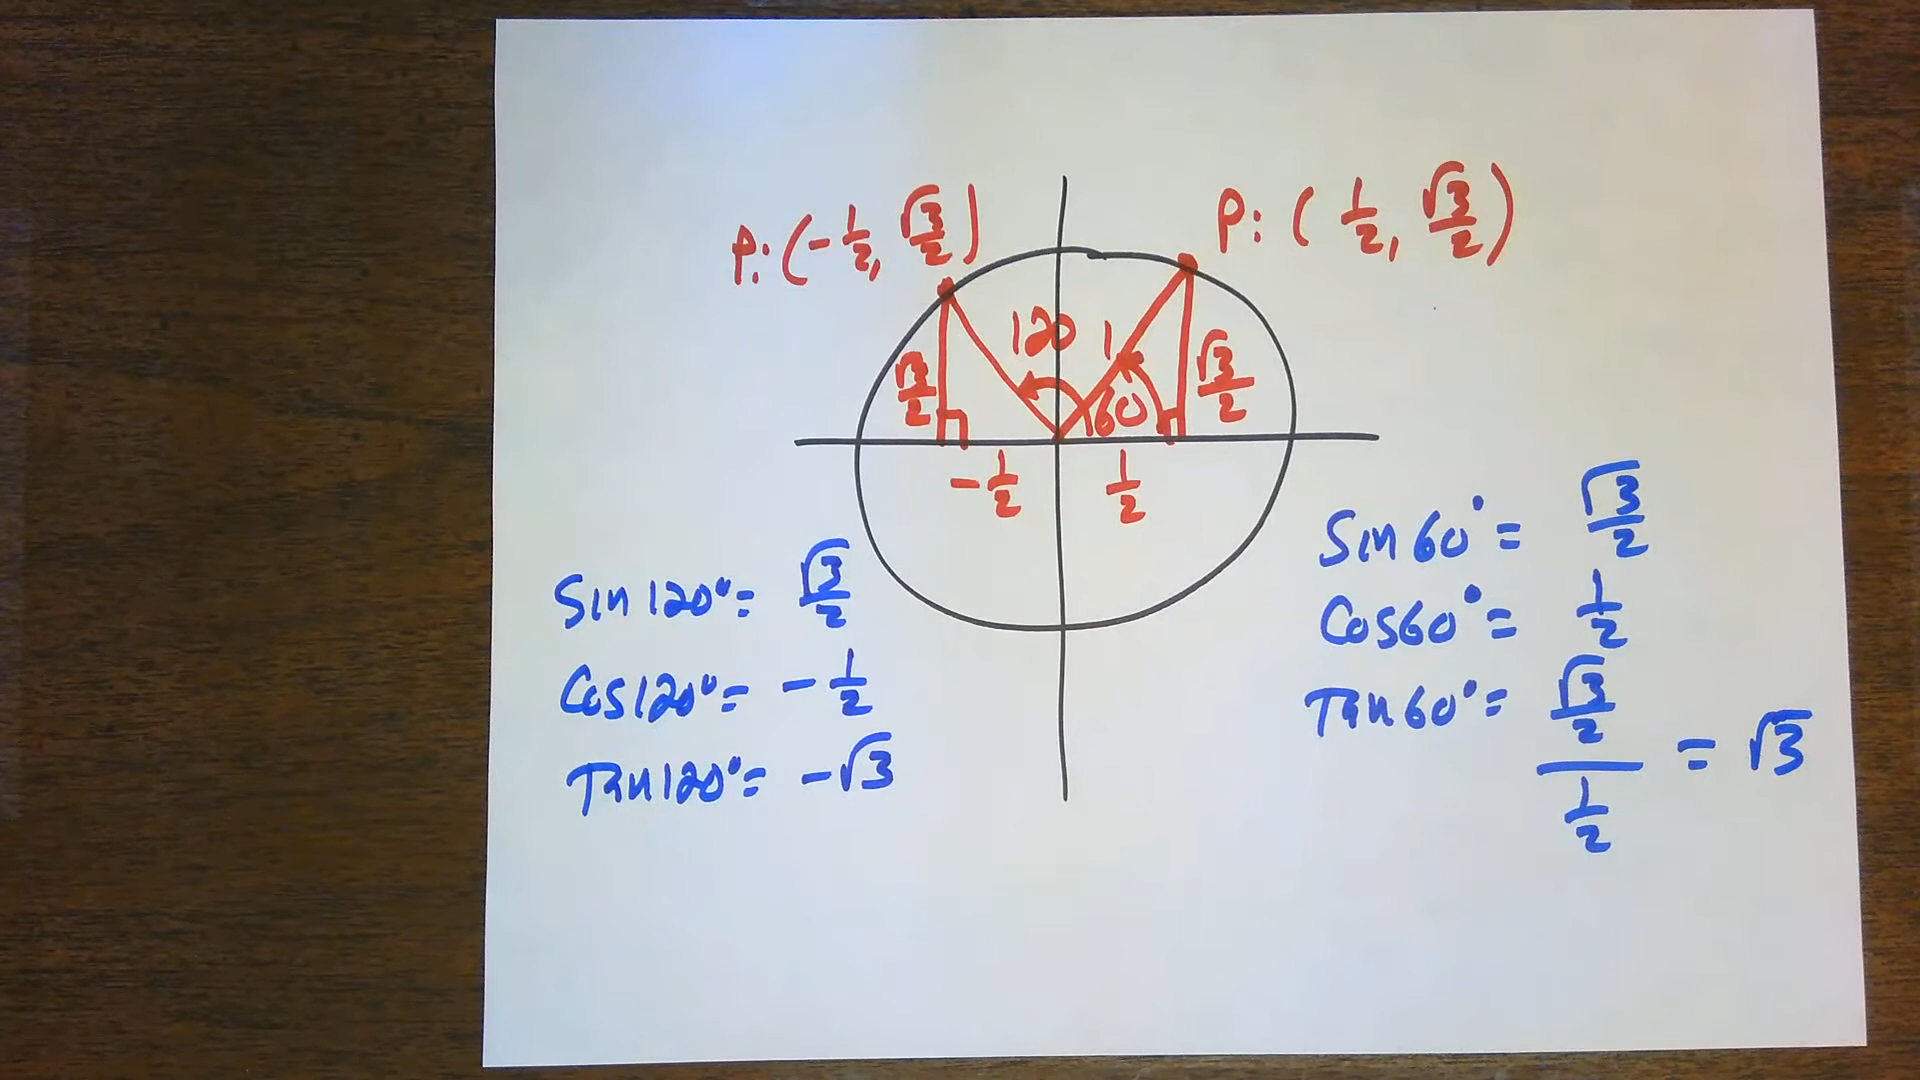 P: (-1/2, √3/2)
P: (1/2, √3/2)
120
1
60
√3/2
√3/2
-1/2
1/2
Sin 120° = √3/2
Cos 120° = -1/2
Tan 120° = -√3
Sin 60° = √3/2
Cos 60° = 1/2
Tan 60° = (√3/2)/(1/2) = √3